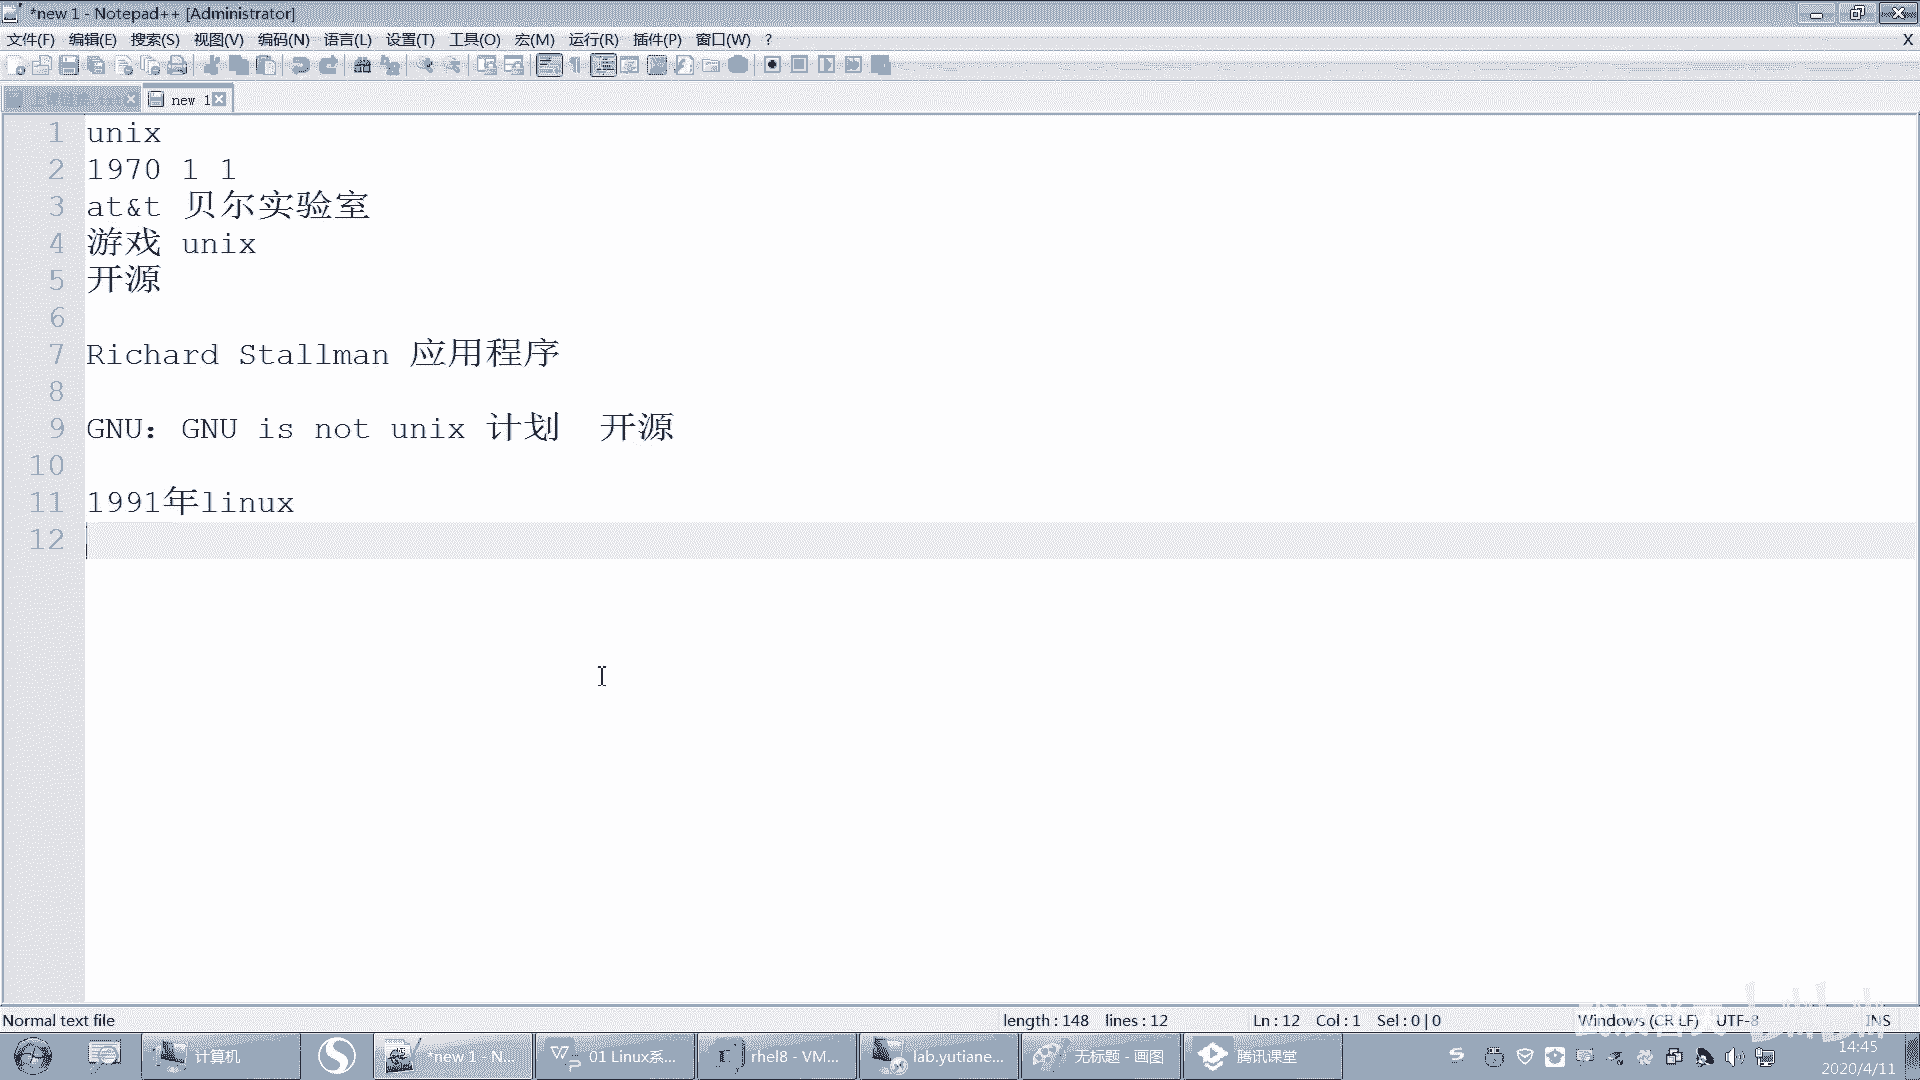 *new 1 - Notepad++ [Administrator]
文件(F) 编辑(E) 搜索(S) 视图(V) 编码(N) 语言(L) 设置(T) 工具(O) 宏(M) 运行(R) 插件(P) 窗口(W) ? X
new 1
1 unix
2 1970 1 1
3 at&t 贝尔实验室
4 游戏 unix
5 开源
6
7 Richard Stallman 应用程序
8
9 GNU：GNU is not unix 计划 开源
10
11 1991年linux
12
Normal text file length : 148 lines : 12 Ln : 12 Col : 1 Sel : 0 | 0 Windows (CR LF) UTF-8 INS
计算机 *new 1 - N... 01 Linux系... rhel8 - VM... lab.yutiane... 无标题 - 画图 腾讯课堂 14:45
2020/4/11